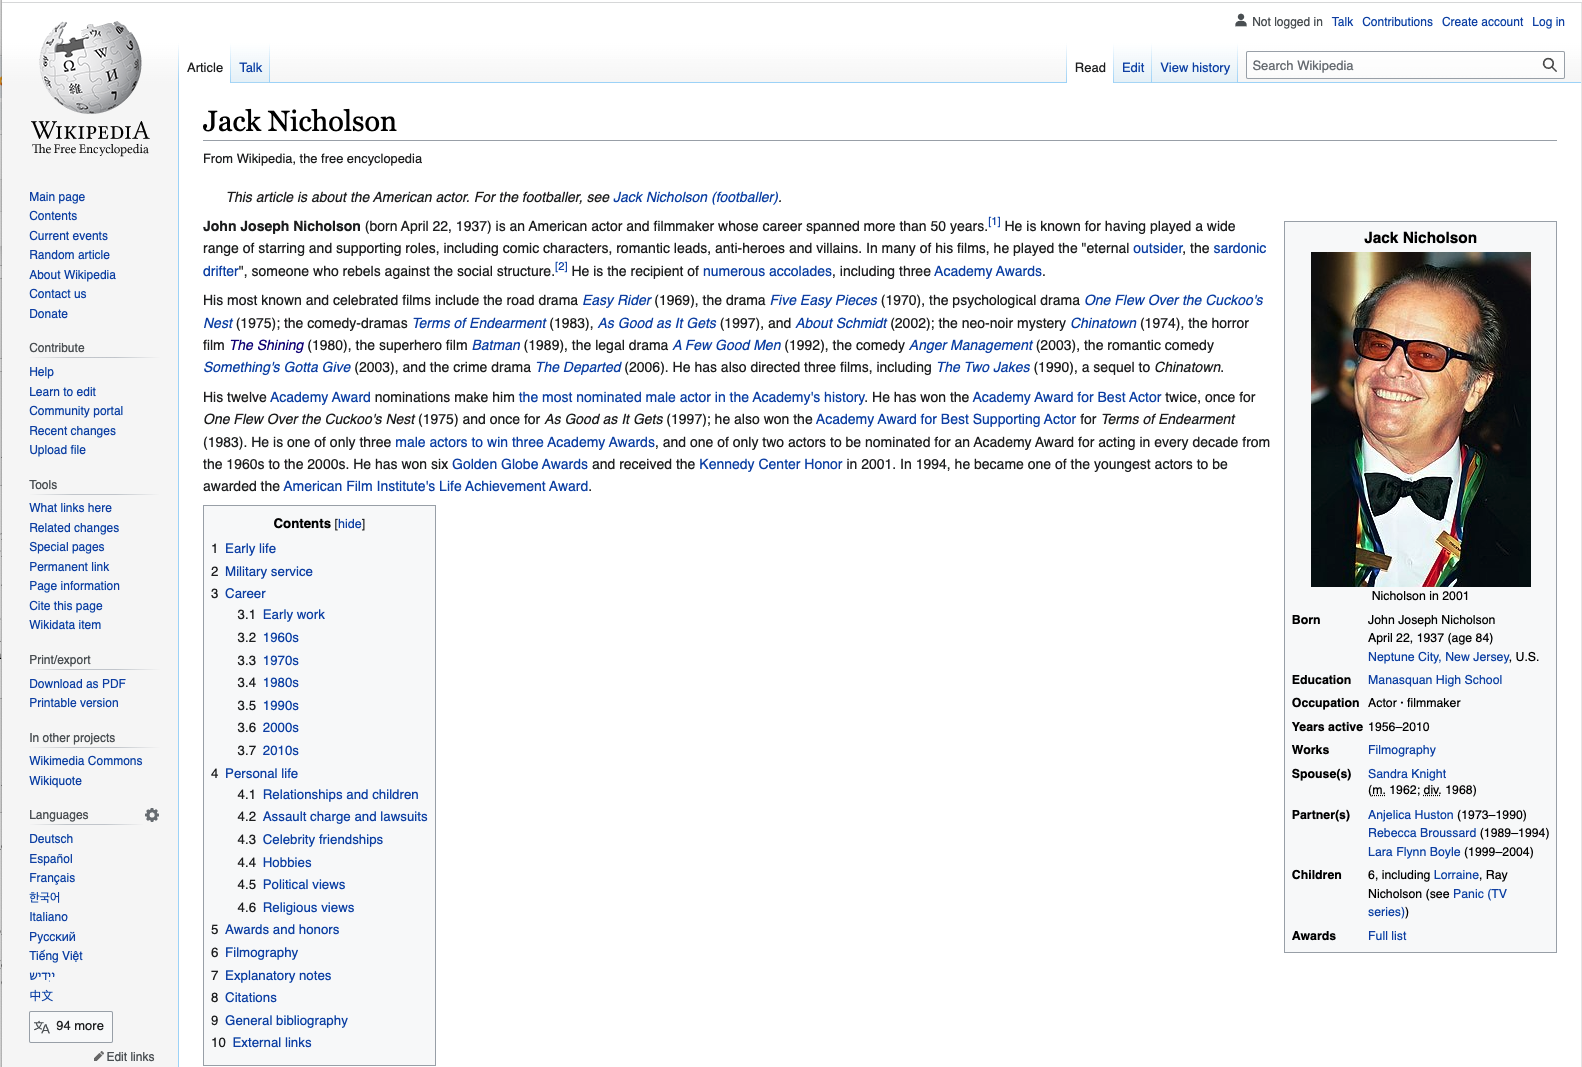 Not logged in Talk Contributions Create account Log in
WIKIPEDIA
The Free Encyclopedia
Article Talk
Read Edit View history Search Wikipedia
Main page
Contents
Current events
Random article
About Wikipedia
Contact us
Donate
Contribute
Help
Learn to edit
Community portal
Recent changes
Upload file
Tools
What links here
Related changes
Special pages
Permanent link
Page information
Cite this page
Wikidata item
Print/export
Download as PDF
Printable version
In other projects
Wikimedia Commons
Wikiquote
Languages
Deutsch
Español
Français
한국어
Italiano
Русский
Tiếng Việt
ייִדיש
中文
94 more
Edit links
Jack Nicholson
From Wikipedia, the free encyclopedia
This article is about the American actor. For the footballer, see Jack Nicholson (footballer).
John Joseph Nicholson (born April 22, 1937) is an American actor and filmmaker whose career spanned more than 50 years.[1] He is known for having played a wide
range of starring and supporting roles, including comic characters, romantic leads, anti-heroes and villains. In many of his films, he played the "eternal outsider, the sardonic
drifter", someone who rebels against the social structure.[2] He is the recipient of numerous accolades, including three Academy Awards.
His most known and celebrated films include the road drama Easy Rider (1969), the drama Five Easy Pieces (1970), the psychological drama One Flew Over the Cuckoo's
Nest (1975); the comedy-dramas Terms of Endearment (1983), As Good as It Gets (1997), and About Schmidt (2002); the neo-noir mystery Chinatown (1974), the horror
film The Shining (1980), the superhero film Batman (1989), the legal drama A Few Good Men (1992), the comedy Anger Management (2003), the romantic comedy
Something's Gotta Give (2003), and the crime drama The Departed (2006). He has also directed three films, including The Two Jakes (1990), a sequel to Chinatown.
His twelve Academy Award nominations make him the most nominated male actor in the Academy's history. He has won the Academy Award for Best Actor twice, once for
One Flew Over the Cuckoo's Nest (1975) and once for As Good as It Gets (1997); he also won the Academy Award for Best Supporting Actor for Terms of Endearment
(1983). He is one of only three male actors to win three Academy Awards, and one of only two actors to be nominated for an Academy Award for acting in every decade from
the 1960s to the 2000s. He has won six Golden Globe Awards and received the Kennedy Center Honor in 2001. In 1994, he became one of the youngest actors to be
awarded the American Film Institute's Life Achievement Award.
Contents [hide]
1 Early life
2 Military service
3 Career
3.1 Early work
3.2 1960s
3.3 1970s
3.4 1980s
3.5 1990s
3.6 2000s
3.7 2010s
4 Personal life
4.1 Relationships and children
4.2 Assault charge and lawsuits
4.3 Celebrity friendships
4.4 Hobbies
4.5 Political views
4.6 Religious views
5 Awards and honors
6 Filmography
7 Explanatory notes
8 Citations
9 General bibliography
10 External links
Jack Nicholson
Nicholson in 2001
Born John Joseph Nicholson
April 22, 1937 (age 84)
Neptune City, New Jersey, U.S.
Education Manasquan High School
Occupation Actor · filmmaker
Years active 1956–2010
Works Filmography
Spouse(s) Sandra Knight
(m. 1962; div. 1968)
Partner(s) Anjelica Huston (1973–1990)
Rebecca Broussard (1989–1994)
Lara Flynn Boyle (1999–2004)
Children 6, including Lorraine, Ray
Nicholson (see Panic (TV
series))
Awards Full list